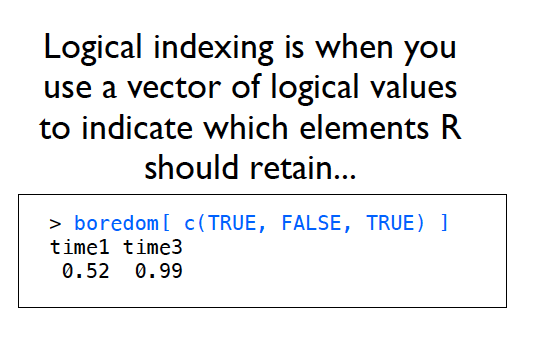 Logical indexing is when you
use a vector of logical values
to indicate which elements R
should retain...
> boredom[ c(TRUE, FALSE, TRUE) ]
time1 time3
 0.52  0.99